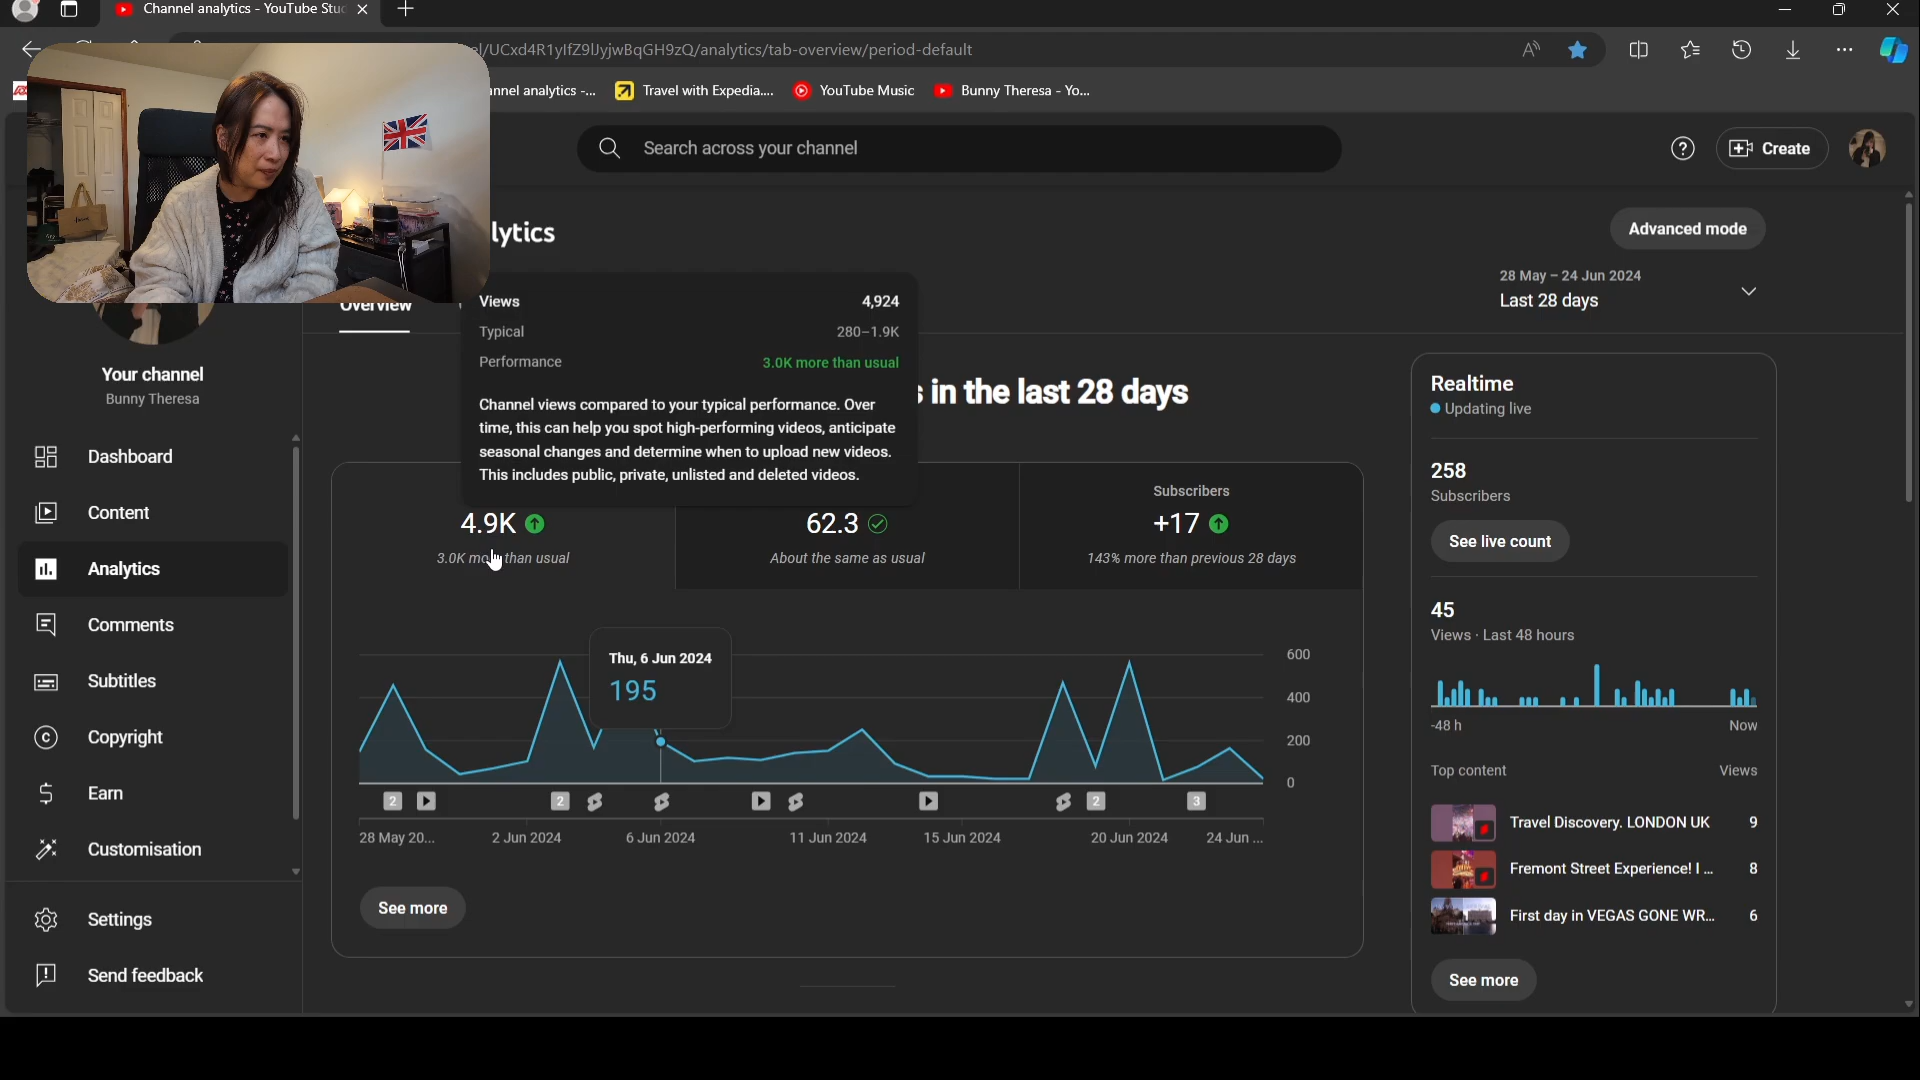 Channel analytics - YouTube Stu
el/UCxd4R1yIfZ9lJyjwBqGH9zQ/analytics/tab-overview/period-default
nnel analytics -...
Travel with Expedia....
YouTube Music
Bunny Theresa - Yo...
Search across your channel
Create
lytics
Advanced mode
28 May – 24 Jun 2024
Last 28 days
Overview
Views 4,924
Typical 280–1.9K
Performance 3.0K more than usual
Channel views compared to your typical performance. Over
time, this can help you spot high-performing videos, anticipate
seasonal changes and determine when to upload new videos.
This includes public, private, unlisted and deleted videos.
s in the last 28 days
Your channel
Bunny Theresa
Dashboard
Content
Analytics
Comments
Subtitles
Copyright
Earn
Customisation
Settings
Send feedback
4.9K
3.0K mo than usual
62.3
About the same as usual
Subscribers
+17
143% more than previous 28 days
Thu, 6 Jun 2024
195
600
400
200
0
2 2 2 3
28 May 20... 2 Jun 2024 6 Jun 2024 11 Jun 2024 15 Jun 2024 20 Jun 2024 24 Jun ...
See more
Realtime
Updating live
258
Subscribers
See live count
45
Views · Last 48 hours
-48 h Now
Top content Views
Travel Discovery. LONDON UK 9
Fremont Street Experience! I ... 8
First day in VEGAS GONE WR... 6
See more